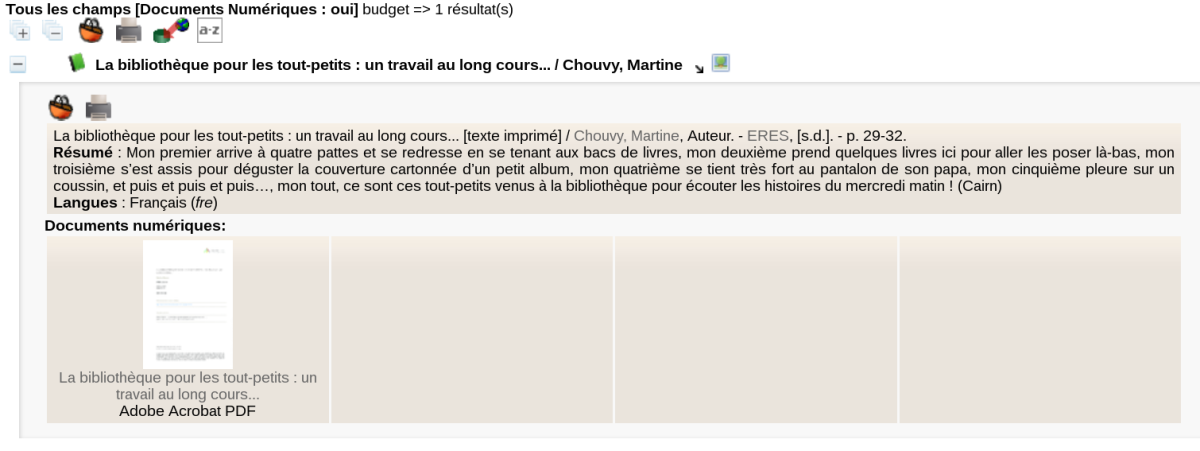 Tous les champs [Documents Numériques : oui] budget => 1 résultat(s)
a-z
La bibliothèque pour les tout-petits : un travail au long cours... / Chouvy, Martine
La bibliothèque pour les tout-petits : un travail au long cours... [texte imprimé] / Chouvy, Martine, Auteur. - ERES, [s.d.]. - p. 29-32.
Résumé : Mon premier arrive à quatre pattes et se redresse en se tenant aux bacs de livres, mon deuxième prend quelques livres ici pour aller les poser là-bas, mon
troisième s'est assis pour déguster la couverture cartonnée d'un petit album, mon quatrième se tient très fort au pantalon de son papa, mon cinquième pleure sur un
coussin, et puis et puis et puis…, mon tout, ce sont ces tout-petits venus à la bibliothèque pour écouter les histoires du mercredi matin ! (Cairn)
Langues : Français (fre)
Documents numériques:
La bibliothèque pour les tout-petits : un
travail au long cours...
Adobe Acrobat PDF